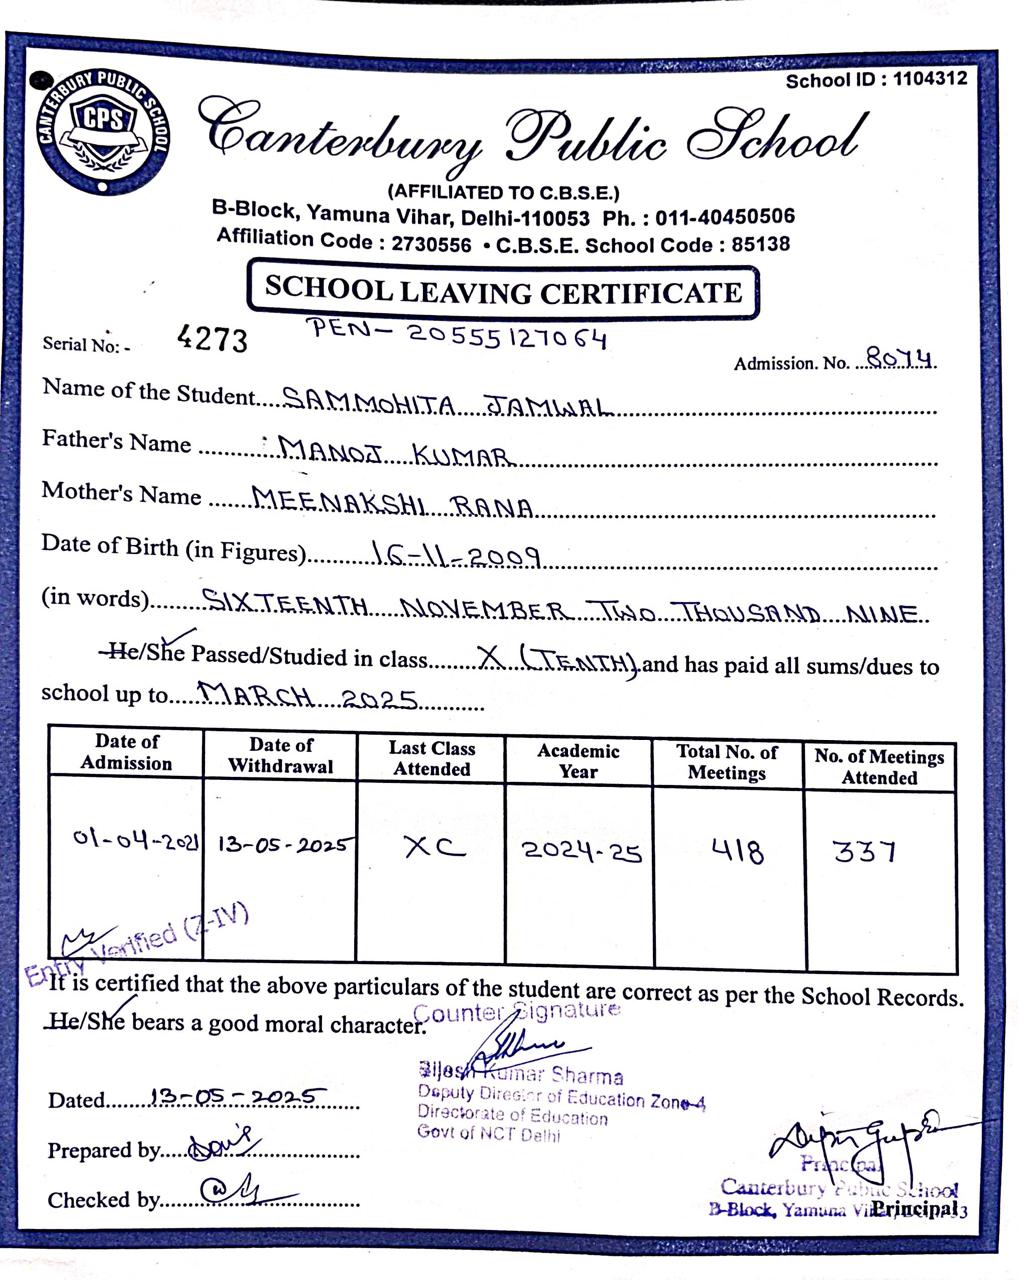 School ID : 1104312
CANTERBURY PUBLIC SCHOOL
CPS
Canterbury Public School
(AFFILIATED TO C.B.S.E.)
B-Block, Yamuna Vihar, Delhi-110053 Ph. : 011-40450506
Affiliation Code : 2730556 • C.B.S.E. School Code : 85138
SCHOOL LEAVING CERTIFICATE
PEN- 20555127064
Serial No:- 4273
Admission. No. 8074
Name of the Student....SAMMOHITA JAMWAL
Father's Name ..........: MANOJ KUMAR
Mother's Name ......MEENAKSHI RANA
Date of Birth (in Figures)..........16-11-2009
(in words)........SIXTEENTH NOVEMBER TWO THOUSAND NINE
He/She Passed/Studied in class.......X (TENTH).and has paid all sums/dues to
school up to.....MARCH 2025
Date of Admission Date of Withdrawal Last Class Attended Academic Year Total No. of Meetings No. of Meetings Attended
01-04-2021 13-05-2025 XC 2024-25 418 337
Entry Verified (Z-IV)
It is certified that the above particulars of the student are correct as per the School Records.
He/She bears a good moral character.
Counter Signature
Kumar Sharma
Deputy Director of Education Zone-4
Directorate of Education
Govt of NCT Delhi
Dated.......13-05-2025
Prepared by.....
Checked by........
Principal
Canterbury Public School
B-Block, Yamuna
Principal